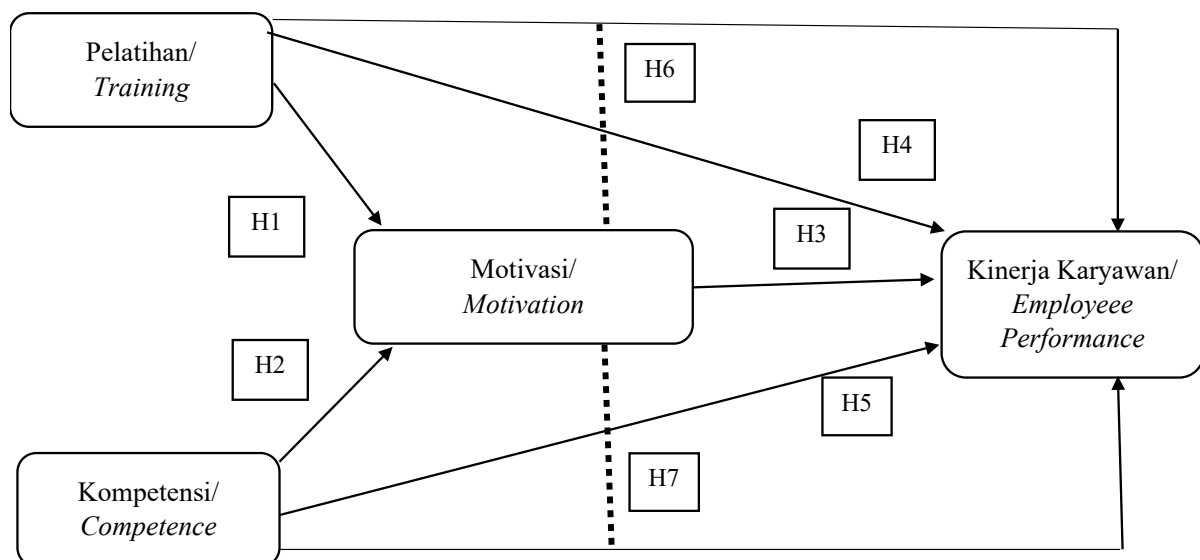 Pelatihan/
Training
H6
H4
H1
H3
Motivasi/
Motivation
Kinerja Karyawan/
Employeee
Performance
H2
H5
H7
Kompetensi/
Competence